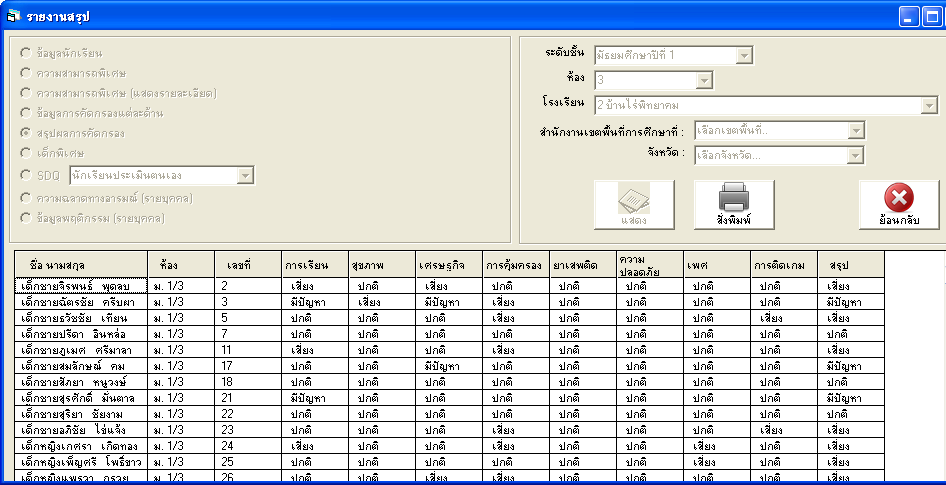 รายงานสรุป
ข้อมูลนักเรียน
ความสามารถพิเศษ
ความสามารถพิเศษ (แสดงรายละเอียด)
ข้อมูลการคัดกรองแต่ละด้าน
สรุปผลการคัดกรอง
เด็กพิเศษ
SDQ นักเรียนประเมินตนเอง
ความฉลาดทางอารมณ์ (รายบุคคล)
ข้อมูลพฤติกรรม (รายบุคคล)
ระดับชั้น มัธยมศึกษาปีที่ 1
ห้อง 3
โรงเรียน 2 บ้านไร่พิทยาคม
สำนักงานเขตพื้นที่การศึกษาที่ : เลือกเขตพื้นที่..
จังหวัด : เลือกจังหวัด...
แสดง สั่งพิมพ์ ย้อนกลับ
ชื่อ นามสกุล ห้อง เลขที่ การเรียน สุขภาพ เศรษฐกิจ การคุ้มครอง ยาเสพติด ความปลอดภัย เพศ การติดเกม สรุป
เด็กชายจิรพนธ์ พุดลบ ม. 1/3 2 เสี่ยง ปกติ เสี่ยง ปกติ ปกติ ปกติ ปกติ ปกติ เสี่ยง
เด็กชายฉัตรชัย ครีบผา ม. 1/3 3 มีปัญหา เสี่ยง มีปัญหา เสี่ยง ปกติ ปกติ ปกติ ปกติ มีปัญหา
เด็กชายธวัชชัย เทียน ม. 1/3 5 ปกติ ปกติ ปกติ เสี่ยง ปกติ ปกติ ปกติ เสี่ยง เสี่ยง
เด็กชายปรีดา อินหล่อ ม. 1/3 7 ปกติ ปกติ ปกติ ปกติ ปกติ ปกติ ปกติ ปกติ ปกติ
เด็กชายภูเมศ ศรีมาลา ม. 1/3 11 เสี่ยง ปกติ ปกติ เสี่ยง ปกติ ปกติ ปกติ ปกติ เสี่ยง
เด็กชายสมลักษณ์ คม ม. 1/3 17 ปกติ ปกติ มีปัญหา ปกติ ปกติ ปกติ ปกติ ปกติ มีปัญหา
เด็กชายสิภยา หนูวงษ์ ม. 1/3 18 ปกติ ปกติ ปกติ ปกติ ปกติ ปกติ ปกติ ปกติ ปกติ
เด็กชายสุรศักดิ์ มั่นตาล ม. 1/3 21 มีปัญหา ปกติ ปกติ ปกติ ปกติ ปกติ ปกติ ปกติ มีปัญหา
เด็กชายสุริยา ชัยงาม ม. 1/3 22 ปกติ ปกติ ปกติ ปกติ ปกติ ปกติ ปกติ ปกติ ปกติ
เด็กชายอภิชัย ไข่แจ้ง ม. 1/3 23 ปกติ ปกติ ปกติ เสี่ยง ปกติ ปกติ ปกติ เสี่ยง เสี่ยง
เด็กหญิงเกศรา เกิดทอง ม. 1/3 24 เสี่ยง ปกติ ปกติ เสี่ยง ปกติ ปกติ เสี่ยง ปกติ เสี่ยง
เด็กหญิงเพ็ญศรี โพธิ์ขาว ม. 1/3 25 ปกติ ปกติ ปกติ ปกติ ปกติ ปกติ เสี่ยง ปกติ เสี่ยง
เด็กหญิงแพรวา กรวย ม. 1/3 26 เสี่ยง ปกติ เสี่ยง เสี่ยง ปกติ ปกติ ปกติ ปกติ เสี่ยง